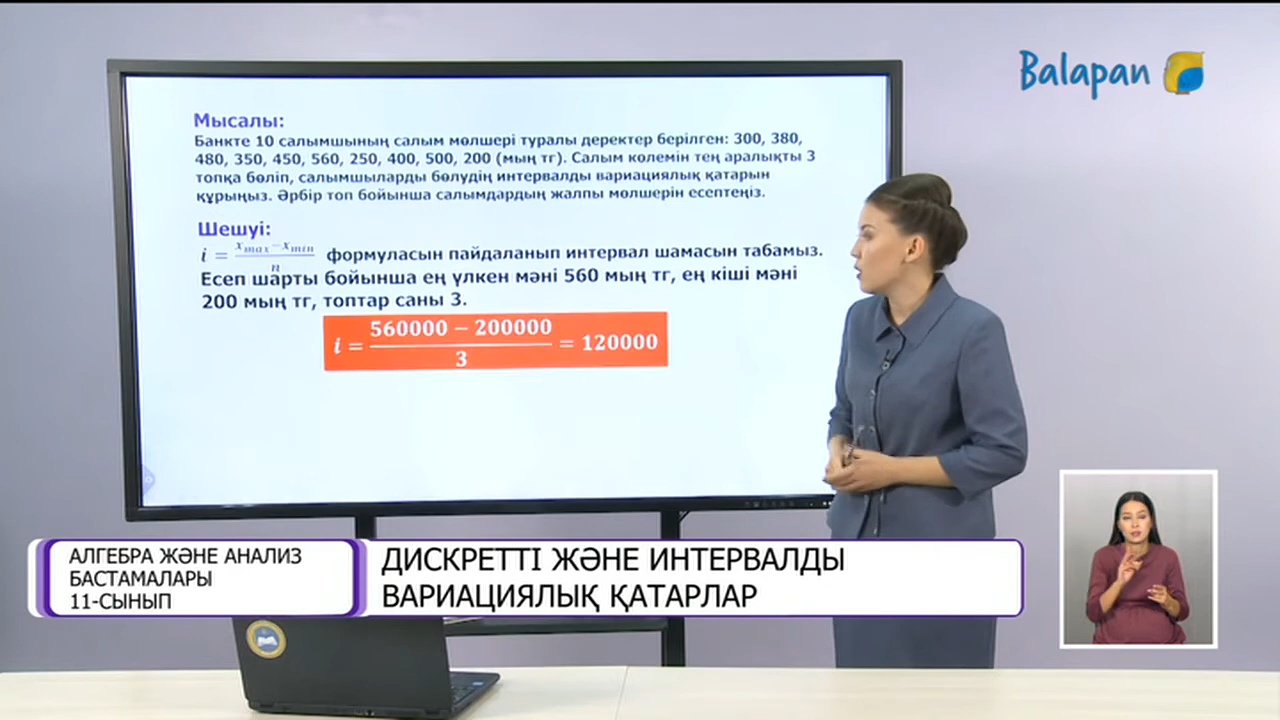 Balapan
Мысалы:
Банкте 10 салымшының салым мөлшері туралы деректер берілген: 300, 380,
480, 350, 450, 560, 250, 400, 500, 200 (мың тг). Салым көлемін тең аралықты 3
топқа бөліп, салымшыларды бөлудің интервалды вариациялық қатарын
құрыңыз. Әрбір топ бойынша салымдардың жалпы мөлшерін есептеңіз.
Шешуі:
i = (x_max − x_min) / n формуласын пайдаланып интервал шамасын табамыз.
Есеп шарты бойынша ең үлкен мәні 560 мың тг, ең кіші мәні
200 мың тг, топтар саны 3.
i = (560000 − 200000) / 3 = 120000
АЛГЕБРА ЖӘНЕ АНАЛИЗ
БАСТАМАЛАРЫ
11-СЫНЫП
ДИСКРЕТТІ ЖӘНЕ ИНТЕРВАЛДЫ
ВАРИАЦИЯЛЫҚ ҚАТАРЛАР